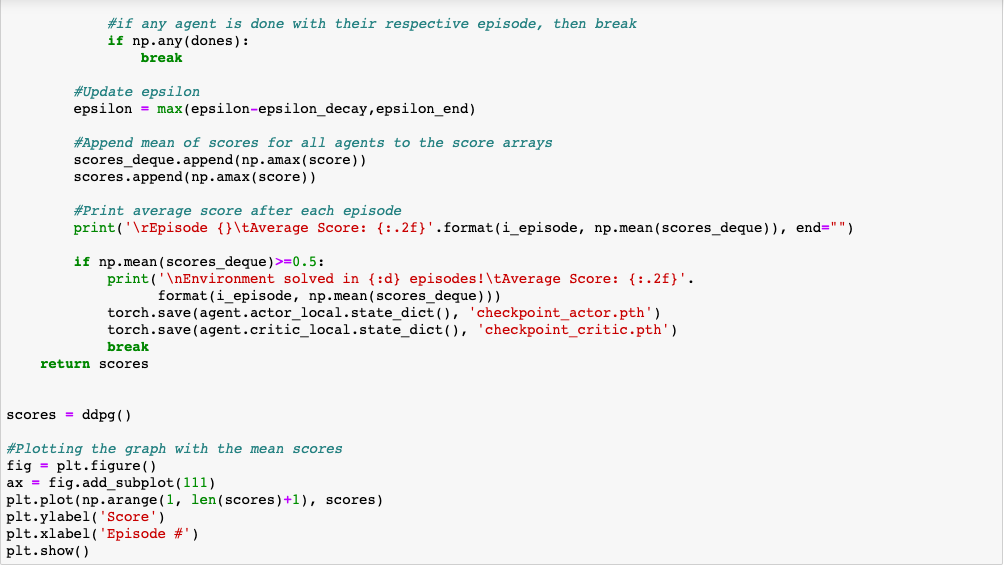 #if any agent is done with their respective episode, then break
if np.any(dones):
break
#Update epsilon
epsilon = max(epsilon-epsilon_decay,epsilon_end)
#Append mean of scores for all agents to the score arrays
scores_deque.append(np.amax(score))
scores.append(np.amax(score))
#Print average score after each episode
print('\rEpisode {}\tAverage Score: {:.2f}'.format(i_episode, np.mean(scores_deque)), end="")
if np.mean(scores_deque)>=0.5:
print('\nEnvironment solved in {:d} episodes!\tAverage Score: {:.2f}'.
format(i_episode, np.mean(scores_deque)))
torch.save(agent.actor_local.state_dict(), 'checkpoint_actor.pth')
torch.save(agent.critic_local.state_dict(), 'checkpoint_critic.pth')
break
return scores
scores = ddpg()
#Plotting the graph with the mean scores
fig = plt.figure()
ax = fig.add_subplot(111)
plt.plot(np.arange(1, len(scores)+1), scores)
plt.ylabel('Score')
plt.xlabel('Episode #')
plt.show()